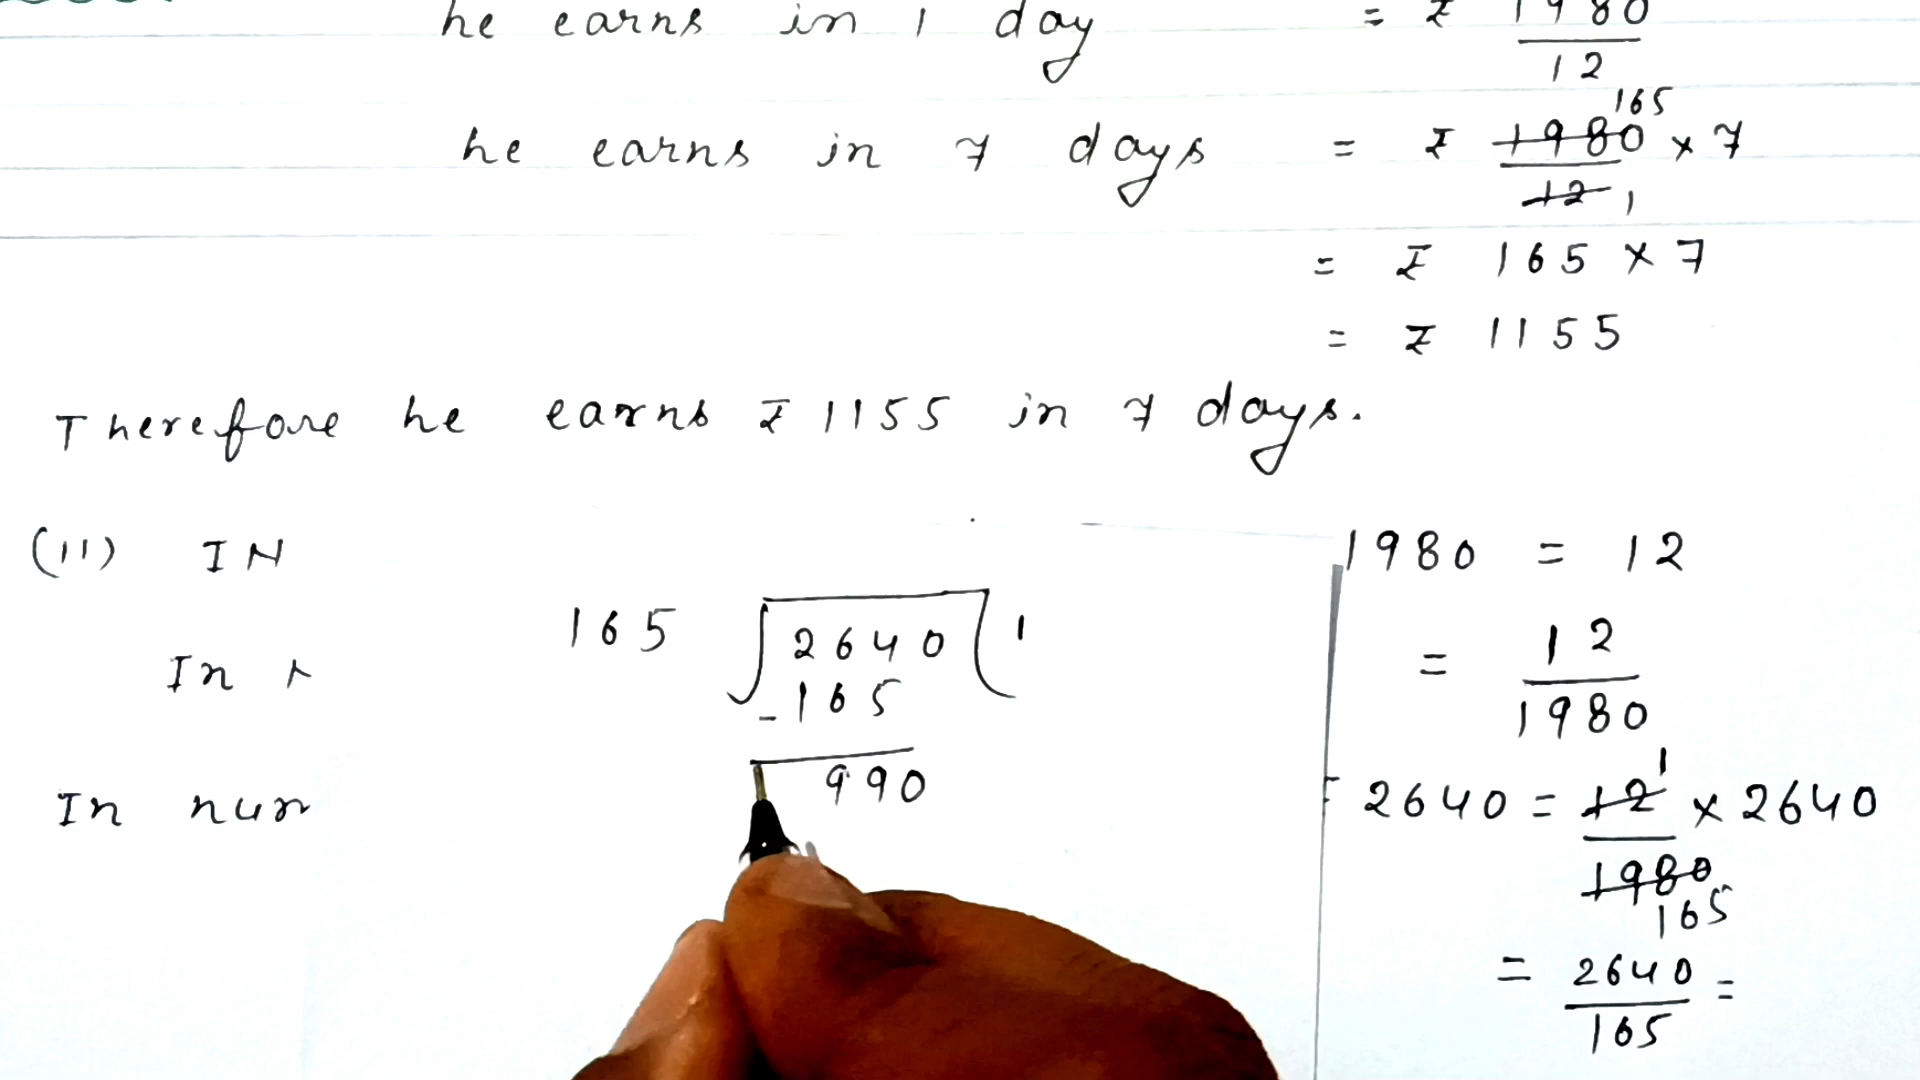 he earns in 1 day = ₹ 1980/12
he earns in 7 days = ₹ 1980/12 × 7
165
1
= ₹ 165 × 7
= ₹ 1155
Therefore he earns ₹ 1155 in 7 days.
(11) IN
1980 = 12
In
= 12/1980
In num
2640 = 12/1980 × 2640
1
165
= 2640/165 =
165 2640 1
-165
990